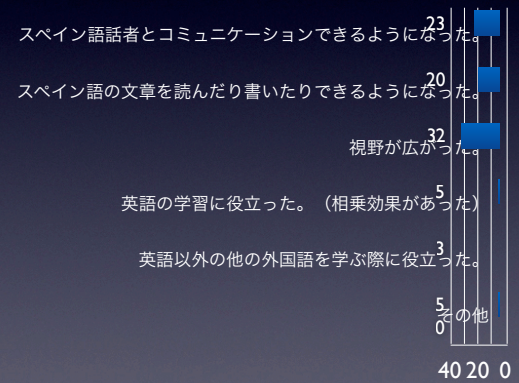 スペイン語話者とコミュニケーションできるようになった。
23
スペイン語の文章を読んだり書いたりできるようになった。
20
視野が広がった。
32
英語の学習に役立った。（相乗効果があった）
5
英語以外の他の外国語を学ぶ際に役立った。
3
その他
5
0
40 20 0